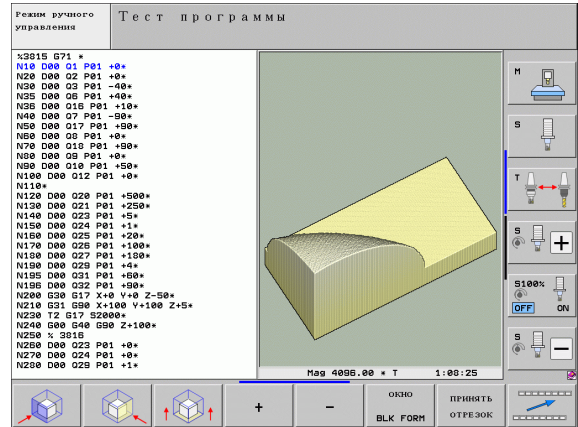 Режим ручного
управления
Тест программы
%3815 G71 *
N10 D00 Q1 P01 +0*
N20 D00 Q2 P01 +0*
N30 D00 Q3 P01 -40*
N35 D00 Q6 P01 +40*
N36 D00 Q16 P01 +10*
N40 D00 Q7 P01 -90*
N50 D00 Q17 P01 +90*
N60 D00 Q8 P01 +0*
N70 D00 Q18 P01 +90*
N80 D00 Q9 P01 +0*
N90 D00 Q10 P01 +50*
N100 D00 Q12 P01 +0*
N110*
N120 D00 Q20 P01 +500*
N130 D00 Q21 P01 +250*
N140 D00 Q23 P01 +5*
N150 D00 Q24 P01 +1*
N160 D00 Q25 P01 +20*
N170 D00 Q26 P01 +100*
N180 D00 Q27 P01 +180*
N190 D00 Q29 P01 +4*
N195 D00 Q31 P01 +60*
N196 D00 Q32 P01 +90*
N200 G30 G17 X+0 Y+0 Z-50*
N210 G31 G90 X+100 Y+100 Z+5*
N230 T2 G17 S2000*
N240 G00 G40 G90 Z+100*
N250 % 3816
N260 D00 Q23 P01 +0*
N270 D00 Q24 P01 +0*
N280 D00 Q29 P01 +1*
Mag 4096.00 * T 1:08:25
M
S
T
S
+
S100%
OFF ON
S
–
+
–
ОКНО
BLK FORM
ПРИНЯТЬ
ОТРЕЗОК